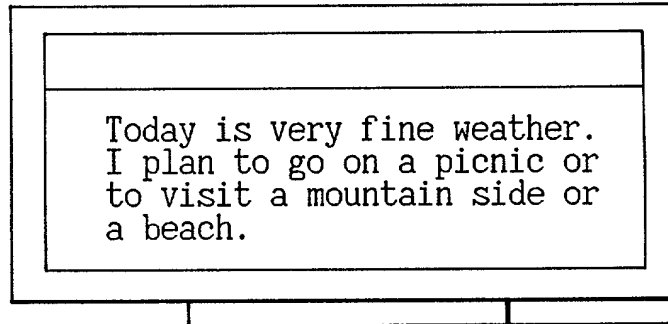 Today is very fine weather.
I plan to go on a picnic or
to visit a mountain side or
a beach.